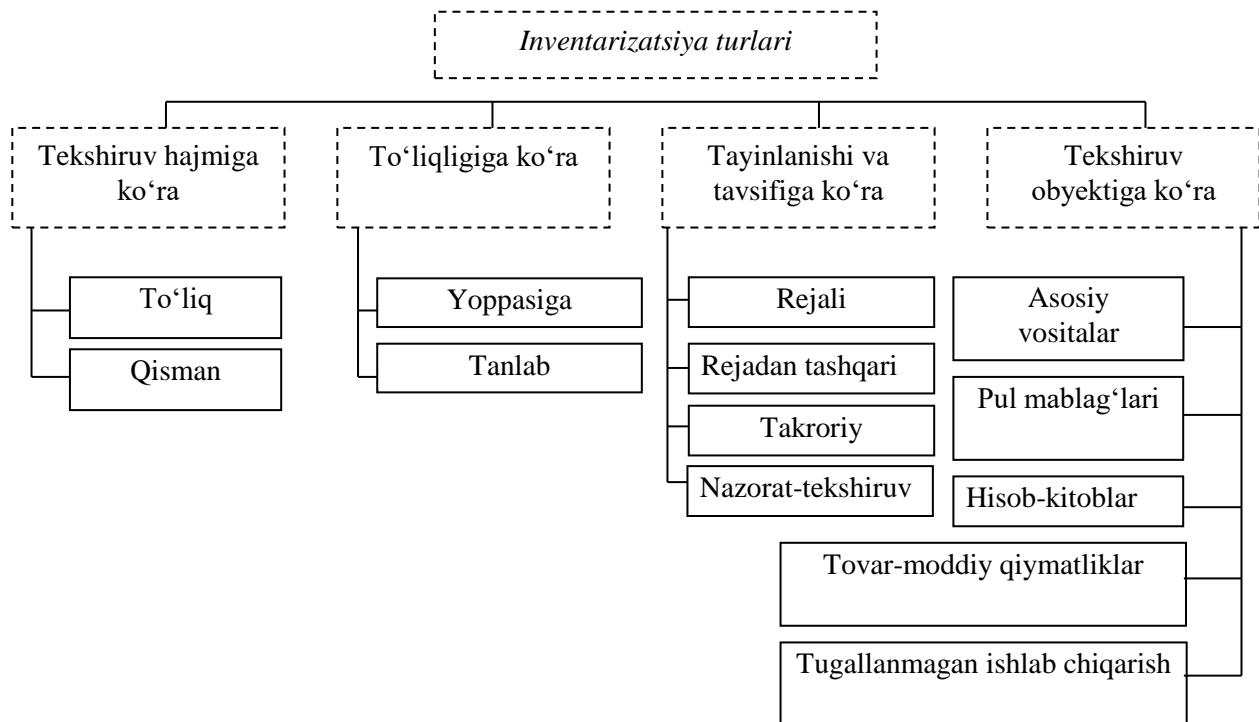 Inventarizatsiya turlari
Tekshiruv hajmiga
ko‘ra
To‘liqligiga ko‘ra
Tayinlanishi va
tavsifiga ko‘ra
Tekshiruv
obyektiga ko‘ra
To‘liq
Qisman
Yoppasiga
Tanlab
Rejali
Rejadan tashqari
Takroriy
Nazorat-tekshiruv
Asosiy
vositalar
Pul mablag‘lari
Hisob-kitoblar
Tovar-moddiy qiymatliklar
Tugallanmagan ishlab chiqarish